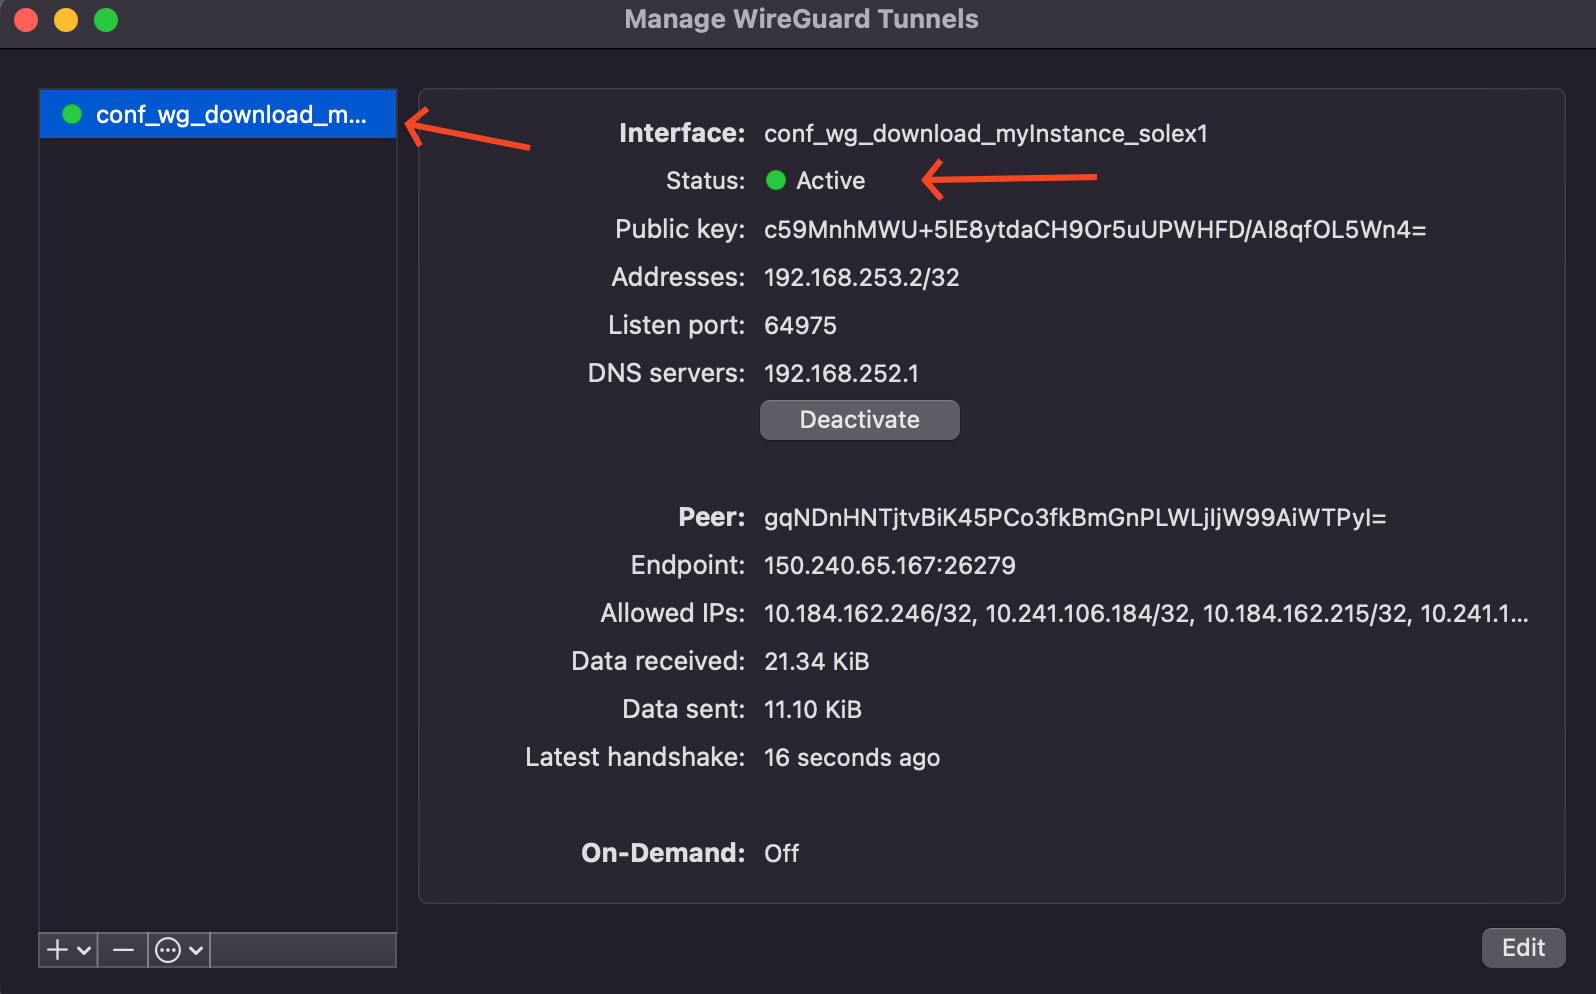 Manage WireGuard Tunnels
conf_wg_download_m...
Interface: conf_wg_download_myInstance_solex1
Status: Active
Public key: c59MnhMWU+5lE8ytdaCH9Or5uUPWHFD/AI8qfOL5Wn4=
Addresses: 192.168.253.2/32
Listen port: 64975
DNS servers: 192.168.252.1
Deactivate
Peer: gqNDnHNTjtvBiK45PCo3fkBmGnPLWLjIjW99AiWTPyI=
Endpoint: 150.240.65.167:26279
Allowed IPs: 10.184.162.246/32, 10.241.106.184/32, 10.184.162.215/32, 10.241.1...
Data received: 21.34 KiB
Data sent: 11.10 KiB
Latest handshake: 16 seconds ago
On-Demand: Off
Edit